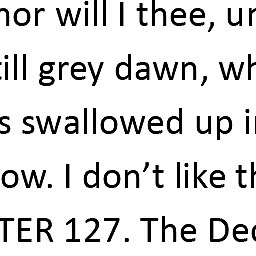 nor will I thee, un
till grey dawn, wh
s swallowed up in
ow. I don’t like th
TER 127. The Dec